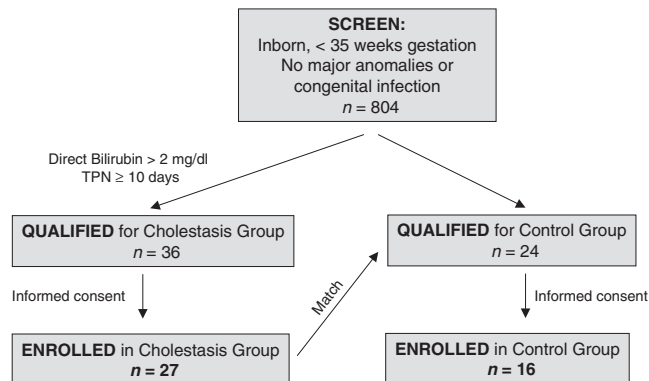 SCREEN:
Inborn, < 35 weeks gestation
No major anomalies or
congenital infection
n = 804
Direct Bilirubin > 2 mg/dl
TPN ≥ 10 days
QUALIFIED for Cholestasis Group
n = 36
QUALIFIED for Control Group
n = 24
Informed consent
Match
Informed consent
ENROLLED in Cholestasis Group
n = 27
ENROLLED in Control Group
n = 16